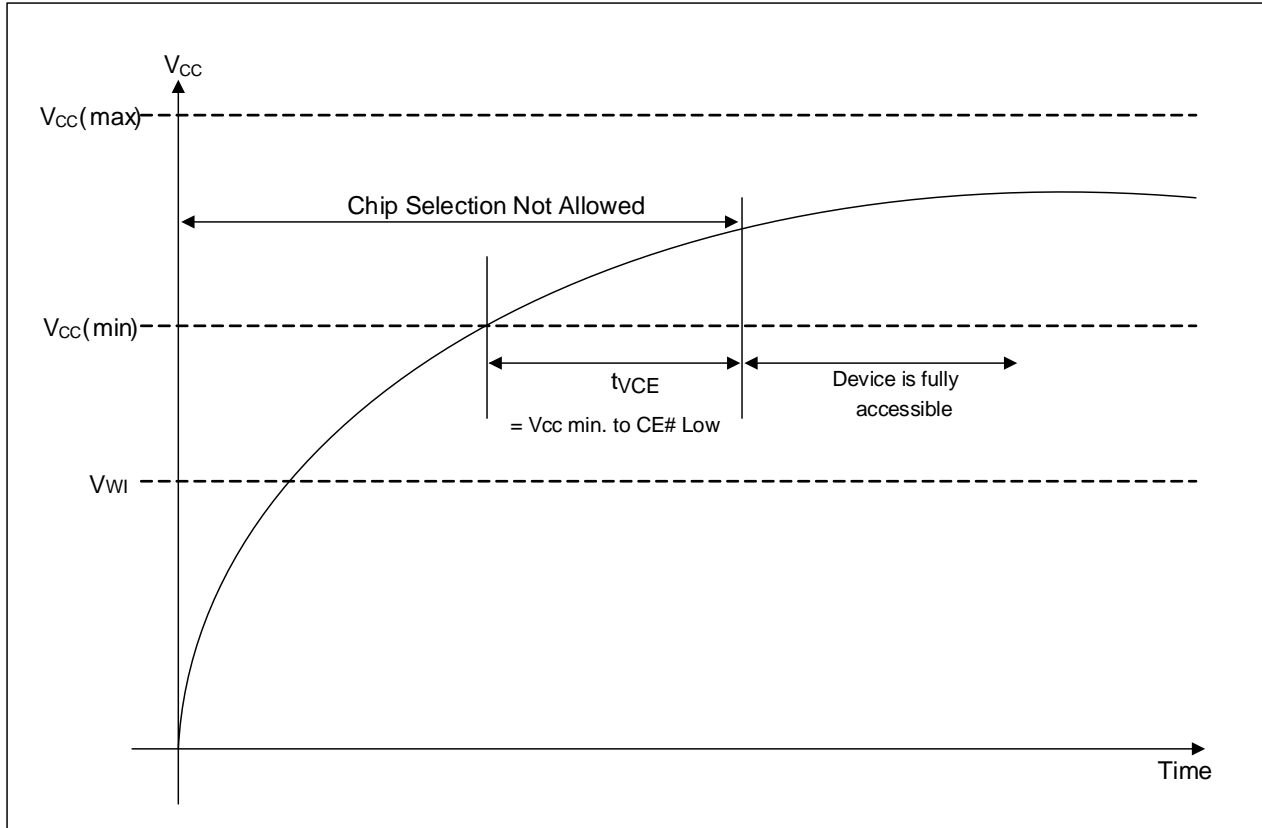 VCC
VCC(max)
Chip Selection Not Allowed
VCC(min)
tVCE
= Vcc min. to CE# Low
Device is fully
accessible
VWI
Time